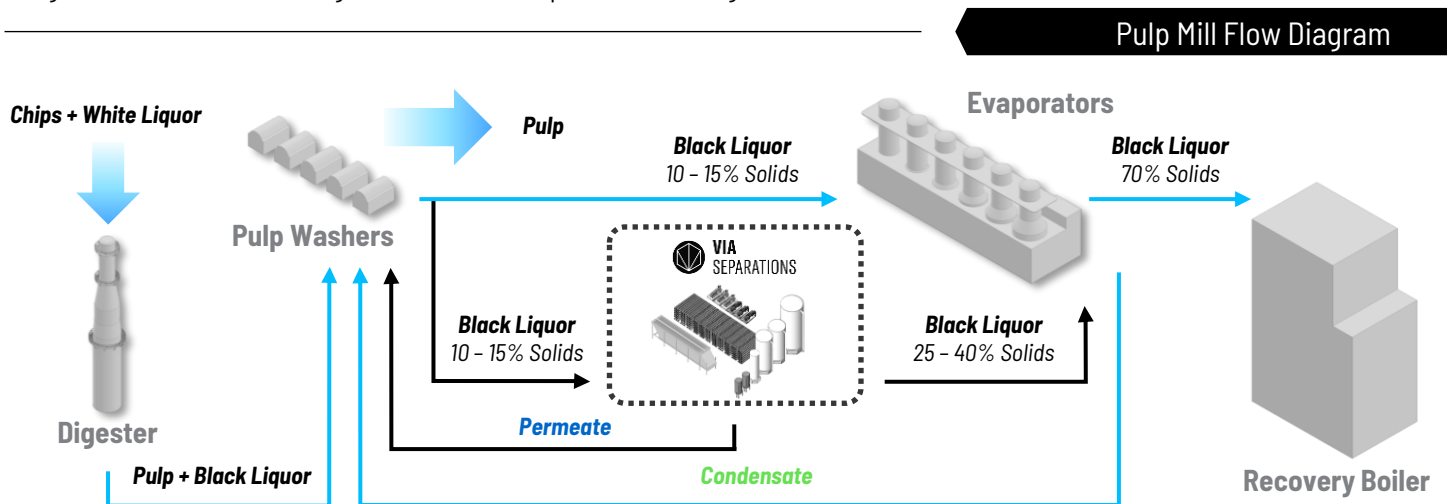 Pulp Mill Flow Diagram
Chips + White Liquor
Pulp
Evaporators
Black Liquor
10 – 15% Solids
Black Liquor
70% Solids
Pulp Washers
VIA
SEPARATIONS
Black Liquor
10 – 15% Solids
Black Liquor
25 – 40% Solids
Digester
Permeate
Pulp + Black Liquor
Condensate
Recovery Boiler